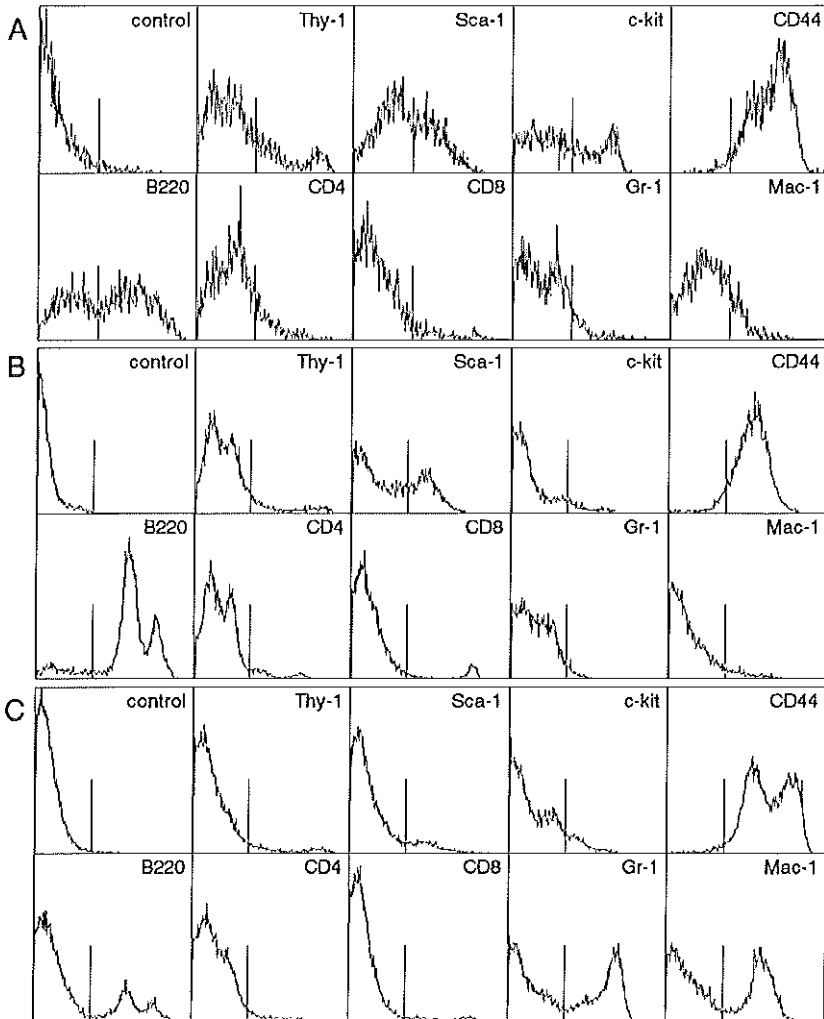 A
control Thy-1 Sca-1 c-kit CD44
B220 CD4 CD8 Gr-1 Mac-1
B
control Thy-1 Sca-1 c-kit CD44
B220 CD4 CD8 Gr-1 Mac-1
C
control Thy-1 Sca-1 c-kit CD44
B220 CD4 CD8 Gr-1 Mac-1